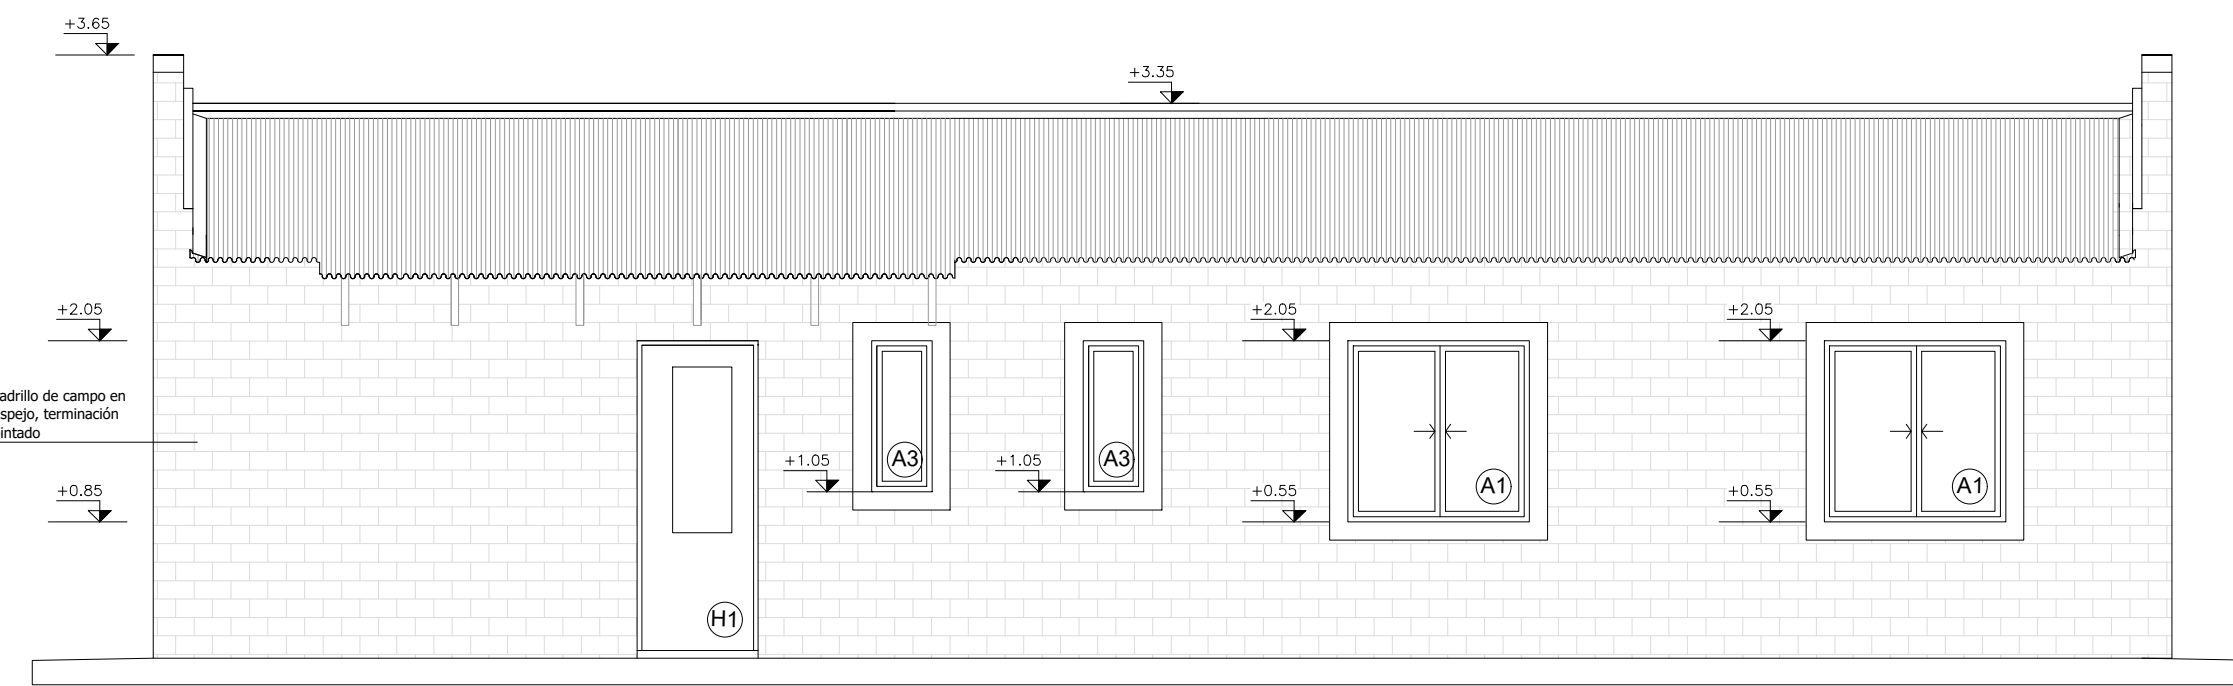 +3.65
+3.35
+2.05
+2.05
+2.05
adrillo de campo en
spejo, terminación
intado
+1.05
A3
+1.05
A3
+0.85
+0.55
A1
+0.55
A1
H1